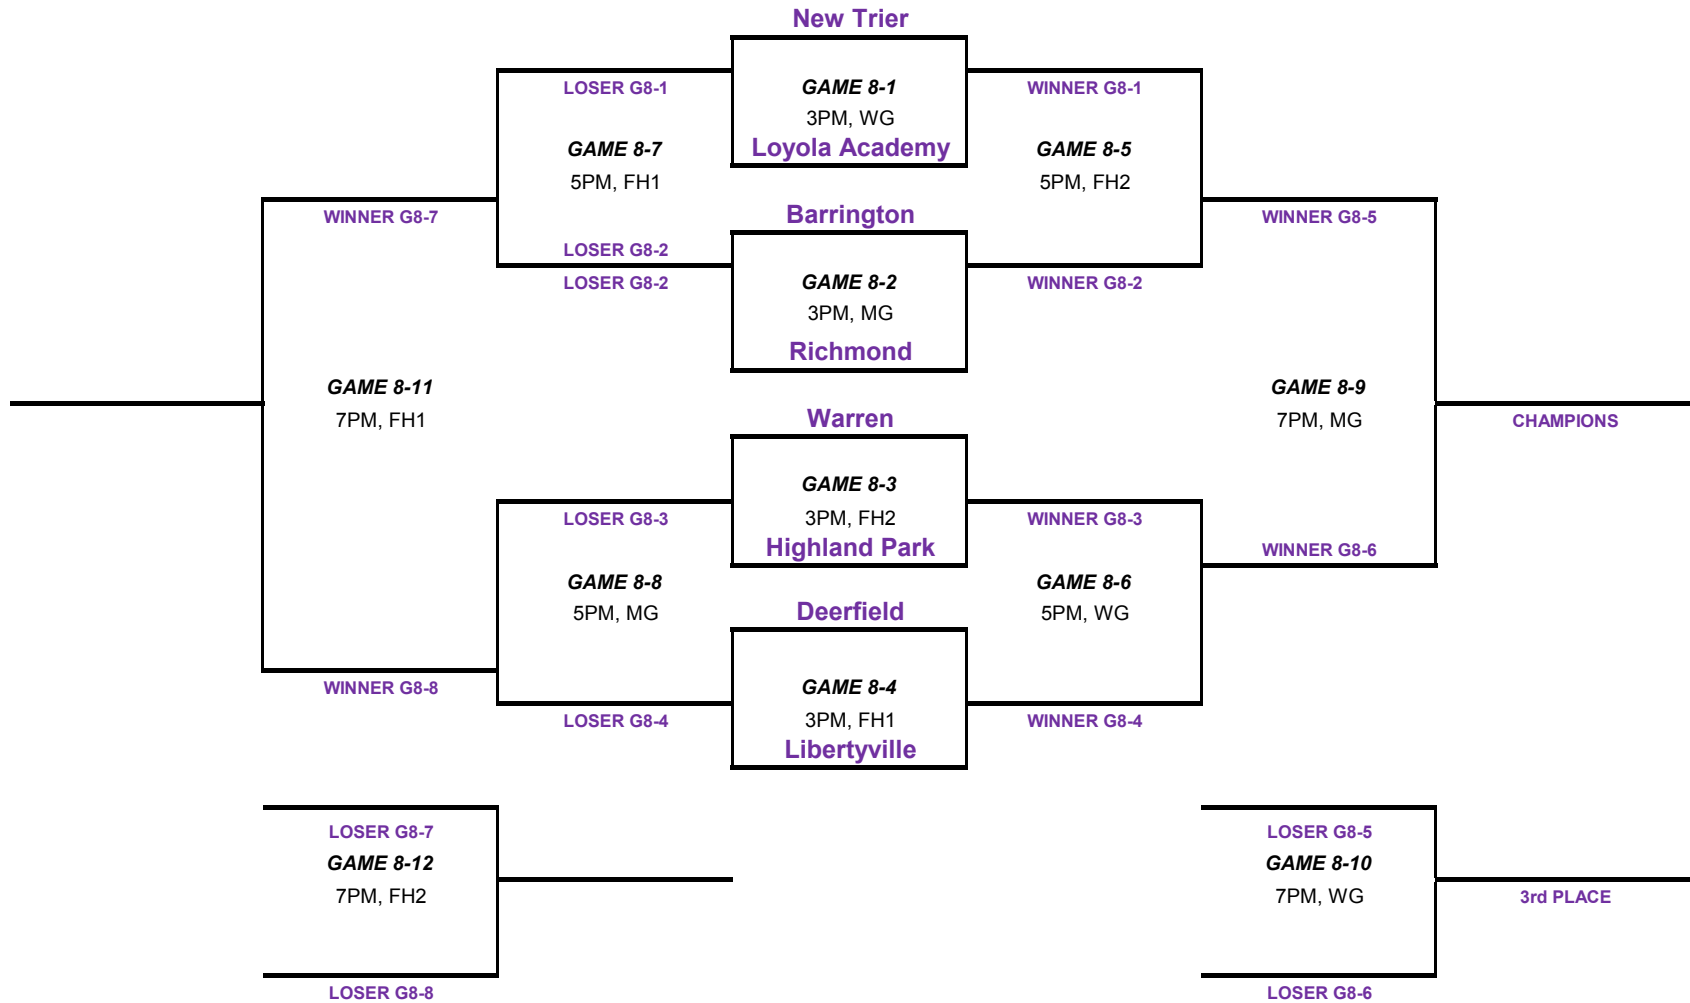 New Trier
LOSER G8-1
GAME 8-1
WINNER G8-1
3PM, WG
GAME 8-7
Loyola Academy
GAME 8-5
5PM, FH1
5PM, FH2
WINNER G8-7
Barrington
WINNER G8-5
LOSER G8-2
LOSER G8-2
GAME 8-2
WINNER G8-2
3PM, MG
Richmond
GAME 8-11
GAME 8-9
7PM, FH1
Warren
7PM, MG
CHAMPIONS
GAME 8-3
LOSER G8-3
3PM, FH2
WINNER G8-3
Highland Park
WINNER G8-6
GAME 8-8
GAME 8-6
5PM, MG
Deerfield
5PM, WG
WINNER G8-8
GAME 8-4
LOSER G8-4
3PM, FH1
WINNER G8-4
Libertyville
LOSER G8-7
LOSER G8-5
GAME 8-12
GAME 8-10
7PM, FH2
7PM, WG
3rd PLACE
LOSER G8-8
LOSER G8-6